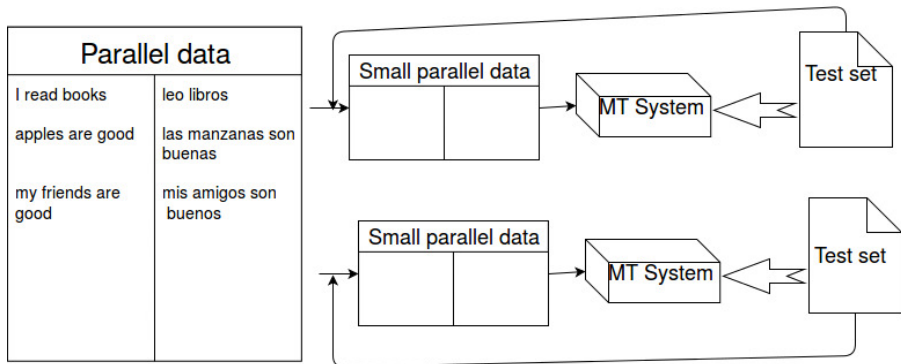 Parallel data
I read books
leo libros
apples are good
las manzanas son
buenas
my friends are
good
mis amigos son
buenos
Small parallel data
MT System
Test set
Small parallel data
MT System
Test set